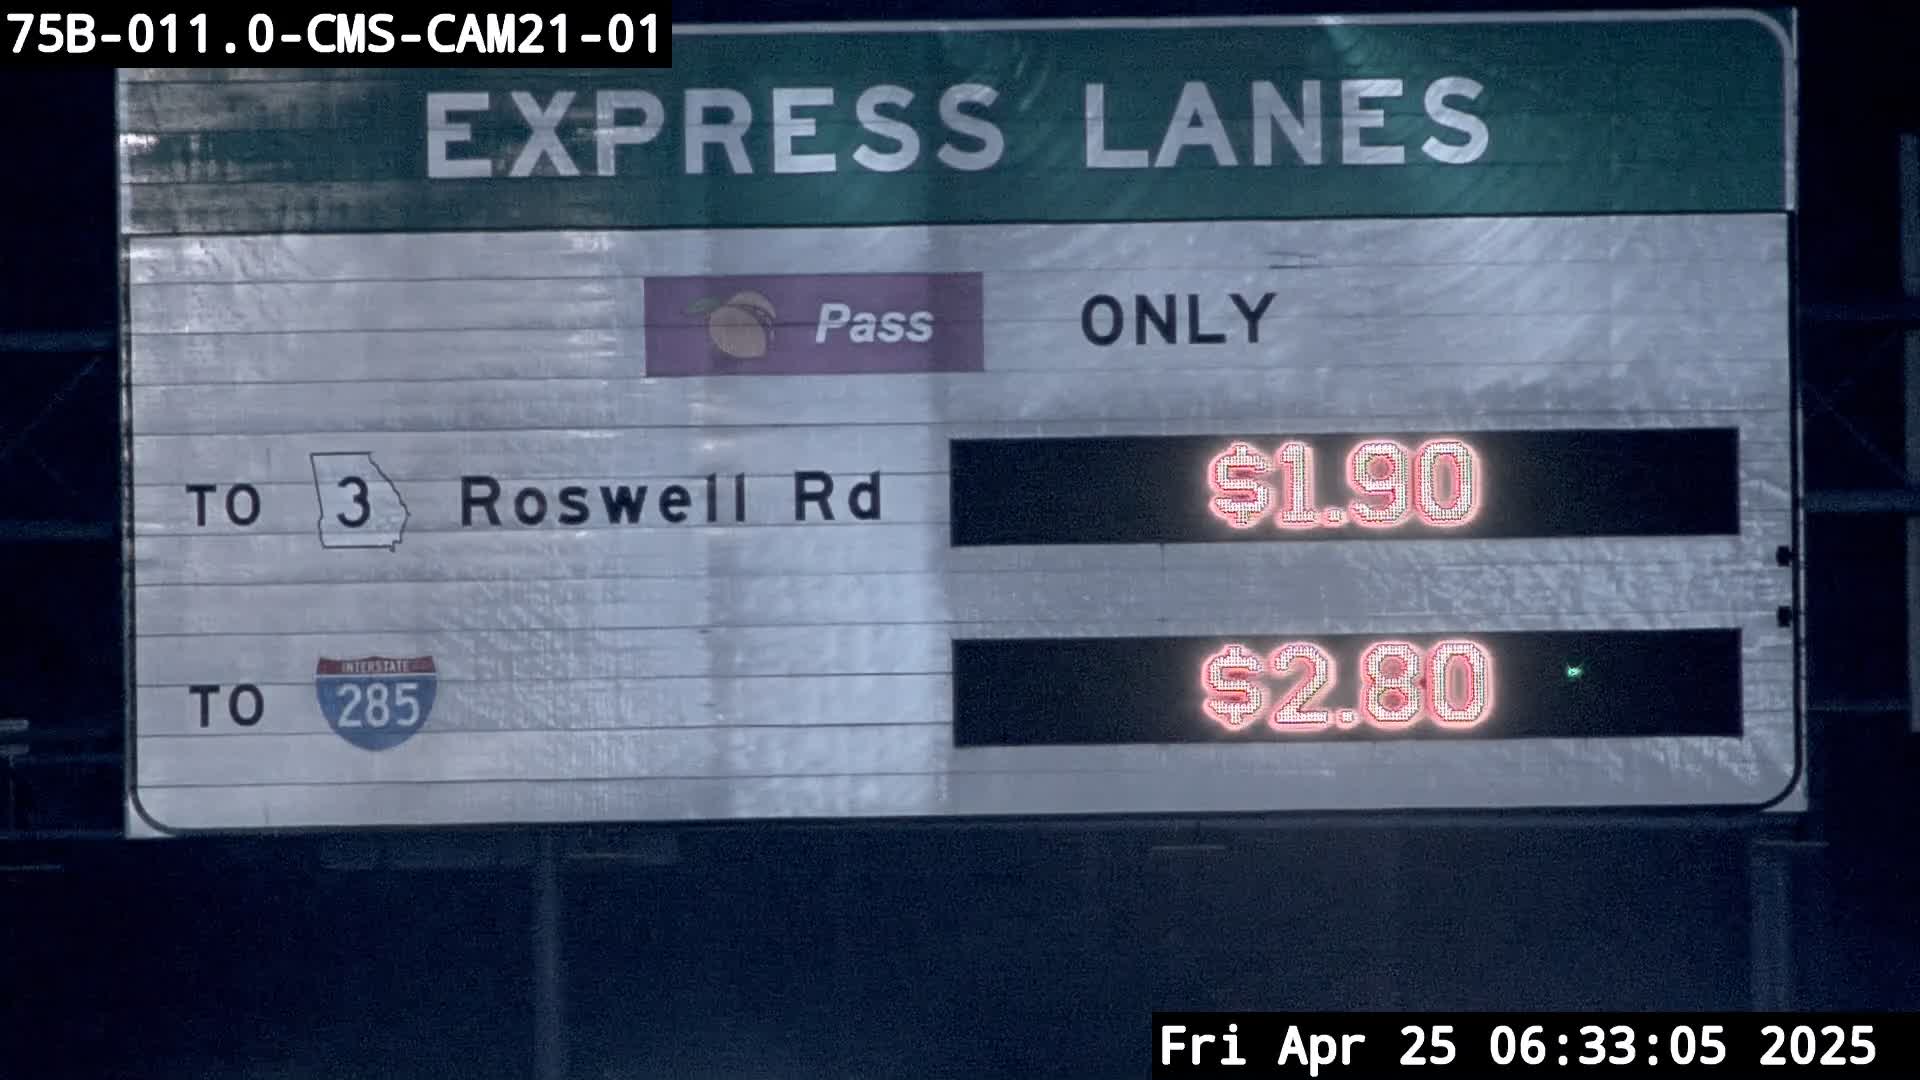 75B-011.0-CMS-CAM21-01
EXPRESS LANES
Pass ONLY
TO 3 Roswell Rd $1.90
INTERSTATE
TO 285 $2.80
Fri Apr 25 06:33:05 2025